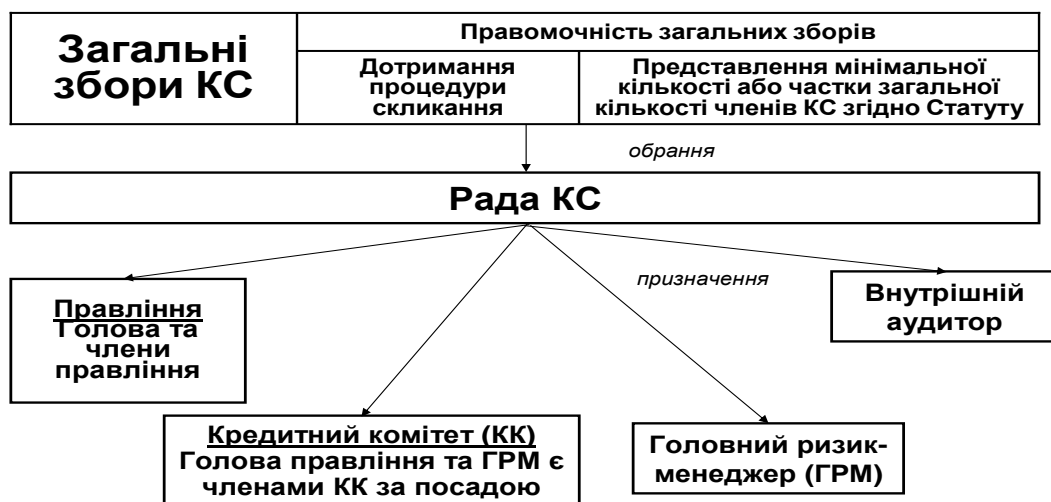 Загальні
збори КС
Правомочність загальних зборів
Дотримання
процедури
скликання
Представлення мінімальної
кількості або частки загальної
кількості членів КС згідно Статуту
обрання
Рада КС
призначення
Правління
Голова та
члени
правління
Внутрішній
аудитор
Кредитний комітет (КК)
Голова правління та ГРМ є
членами КК за посадою
Головний ризик-
менеджер (ГРМ)